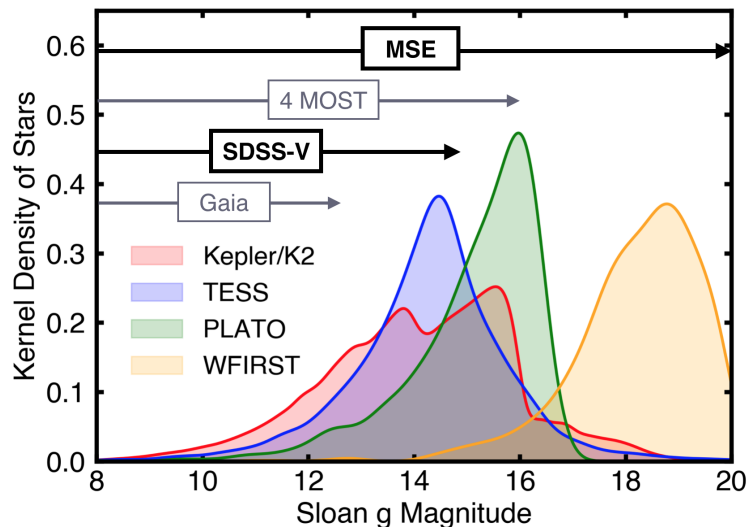 Kernel Density of Stars
0.6
0.5
0.4
0.3
0.2
0.1
0.0
MSE
4 MOST
SDSS-V
Gaia
Kepler/K2
TESS
PLATO
WFIRST
8 10 12 14 16 18 20
Sloan g Magnitude